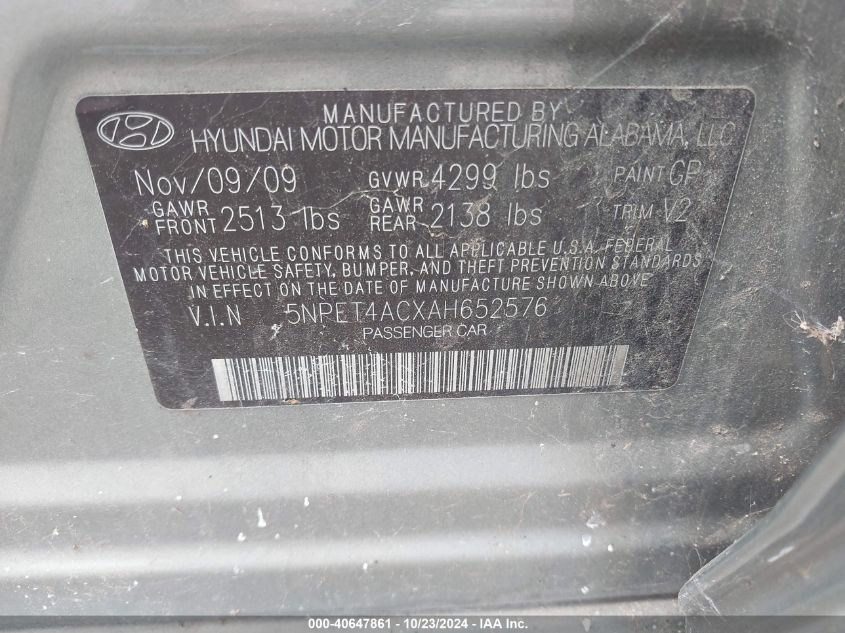 MANUFACTURED BY
HYUNDAI MOTOR MANUFACTURING ALABAMA, LLC
Nov/09/09 GVWR 4299 lbs PAINT CP
GAWR FRONT 2513 lbs GAWR REAR 2138 lbs TRIM V2
THIS VEHICLE CONFORMS TO ALL APPLICABLE U.S.A. FEDERAL
MOTOR VEHICLE SAFETY, BUMPER, AND THEFT PREVENTION STANDARDS
IN EFFECT ON THE DATE OF MANUFACTURE SHOWN ABOVE
V.I.N 5NPET4ACXAH652576
PASSENGER CAR
000-40647861 - 10/23/2024 - IAA Inc.